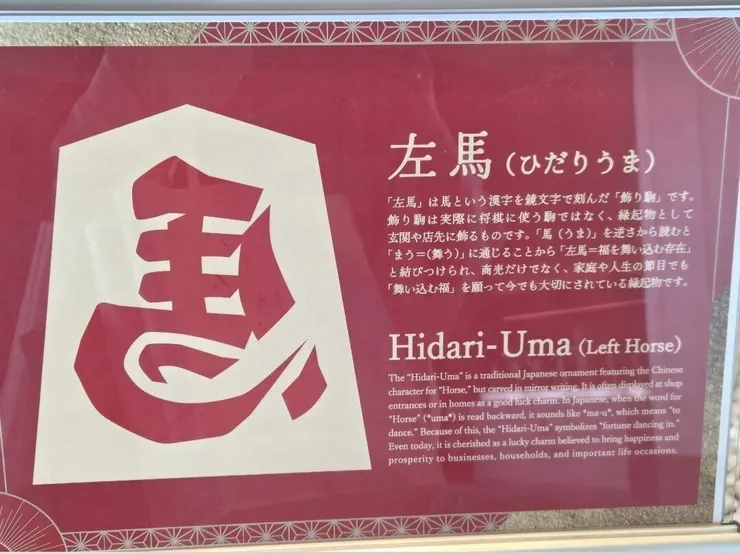 左馬（ひだりうま）
「左馬」は馬という漢字を鏡文字で刻んだ「飾り駒」です。
飾り駒は実際に将棋に使う駒ではなく、縁起物として
玄関や店先に飾るものです。「馬（うま）」を逆さから読むと
「まう＝（舞う）」に通じることから「左馬＝福を舞い込む存在」
と結びつけられ、商売だけでなく、家庭や人生の節目でも
「舞い込む福」を願って今でも大切にされている縁起物です。
Hidari-Uma (Left Horse)
The "Hidari-Uma" is a traditional Japanese ornament featuring the Chinese
character for "Horse," but carved in mirror writing. It is often displayed at shop
entrances or in homes as a good luck charm. In Japanese, when the word for
"Horse" (*uma*) is read backward, it sounds like *ma-u*, which means "to
dance." Because of this, the "Hidari-Uma" symbolizes "fortune dancing in."
Even today, it is cherished as a lucky charm believed to bring happiness and
prosperity to businesses, households, and important life occasions.